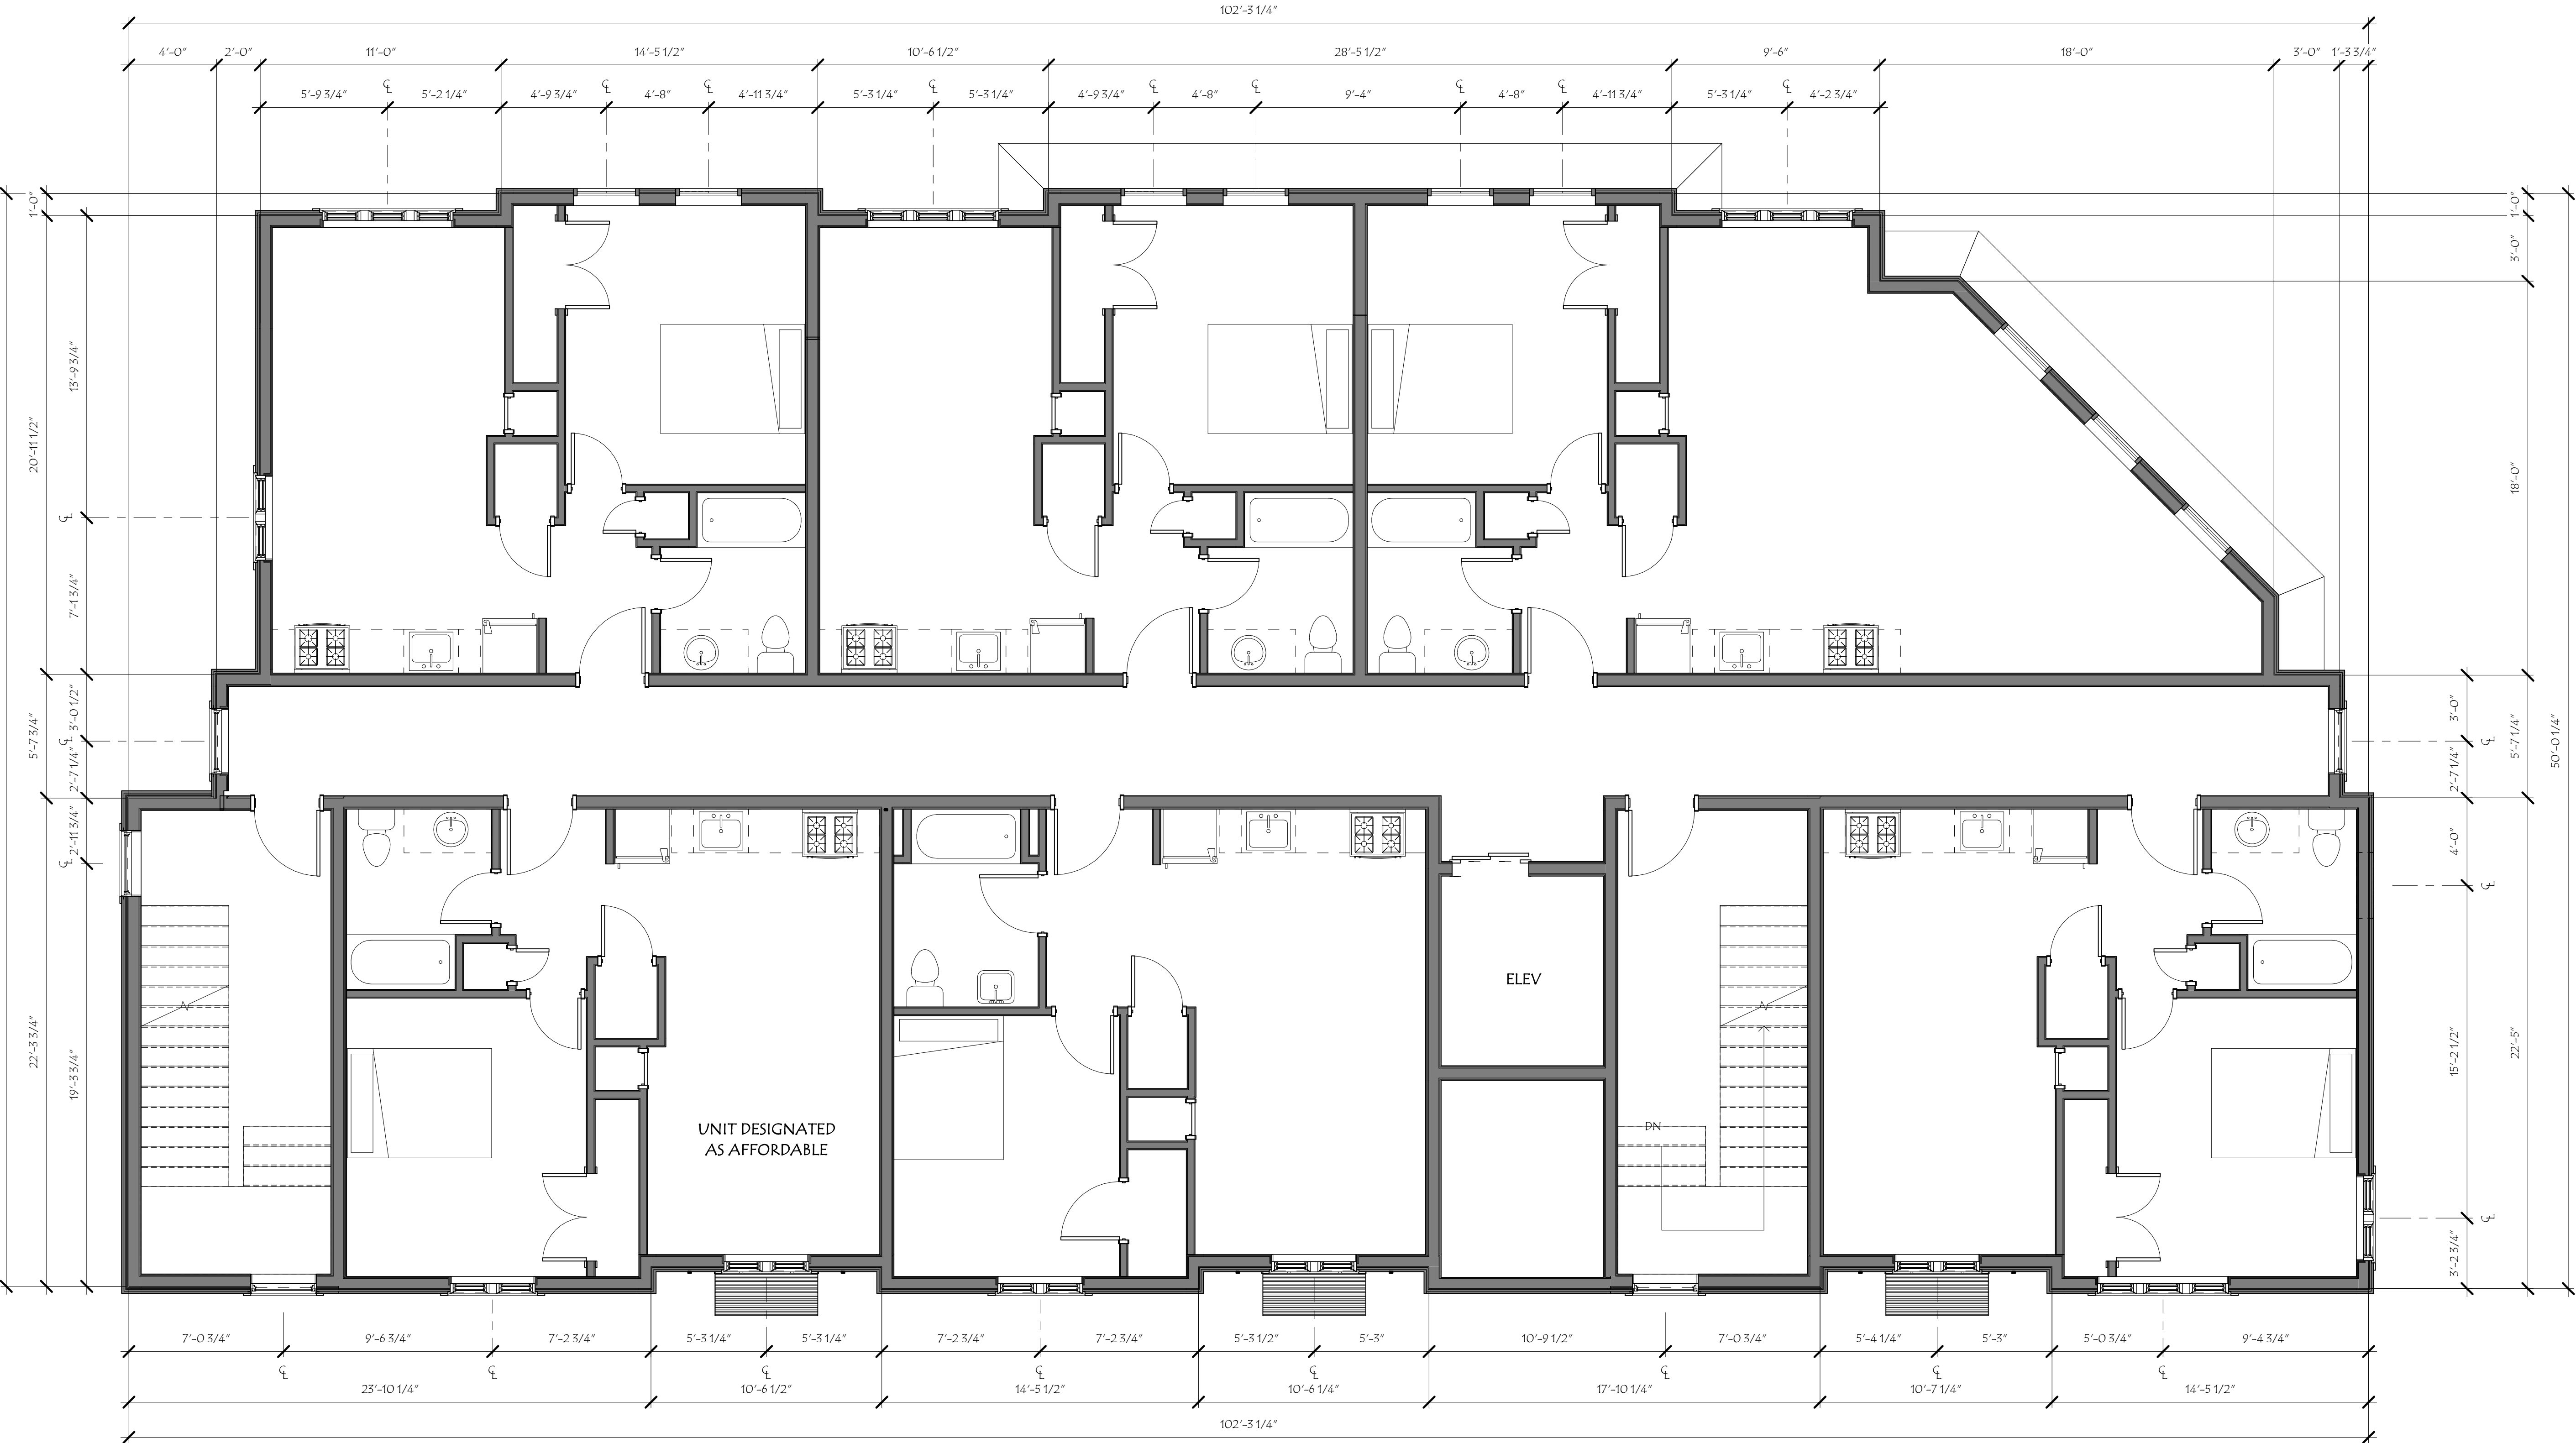 102'-3 1/4"
4'-0" 2'-0" 11'-0" 14'-5 1/2" 10'-6 1/2" 28'-5 1/2" 9'-6" 18'-0" 3'-0" 1'-3 3/4"
5'-9 3/4" 5'-2 1/4" 4'-9 3/4" 4'-8" 4'-11 3/4" 5'-3 1/4" 5'-3 1/4" 4'-9 3/4" 4'-8" 9'-4" 4'-8" 4'-11 3/4" 5'-3 1/4" 4'-2 3/4"
1'-0"
20'-11 1/2"
5'-7 3/4"
22'-3 3/4"
13'-9 3/4"
7'-1 3/4"
3'-0 1/2"
2'-7 1/4"
2'-11 3/4"
19'-3 3/4"
ELEV
DN
UNIT DESIGNATED
AS AFFORDABLE
3'-0"
2'-7 1/4"
4'-0"
15'-2 1/2"
3'-2 3/4"
1'-0"
3'-0"
18'-0"
5'-7 1/4"
22'-5"
50'-0 1/4"
7'-0 3/4" 9'-6 3/4" 7'-2 3/4" 5'-3 1/4" 5'-3 1/4" 7'-2 3/4" 7'-2 3/4" 5'-3 1/2" 5'-3" 10'-9 1/2" 7'-0 3/4" 5'-4 1/4" 5'-3" 5'-0 3/4" 9'-4 3/4"
23'-10 1/4" 10'-6 1/2" 14'-5 1/2" 10'-6 1/4" 17'-10 1/4" 10'-7 1/4" 14'-5 1/2"
102'-3 1/4"